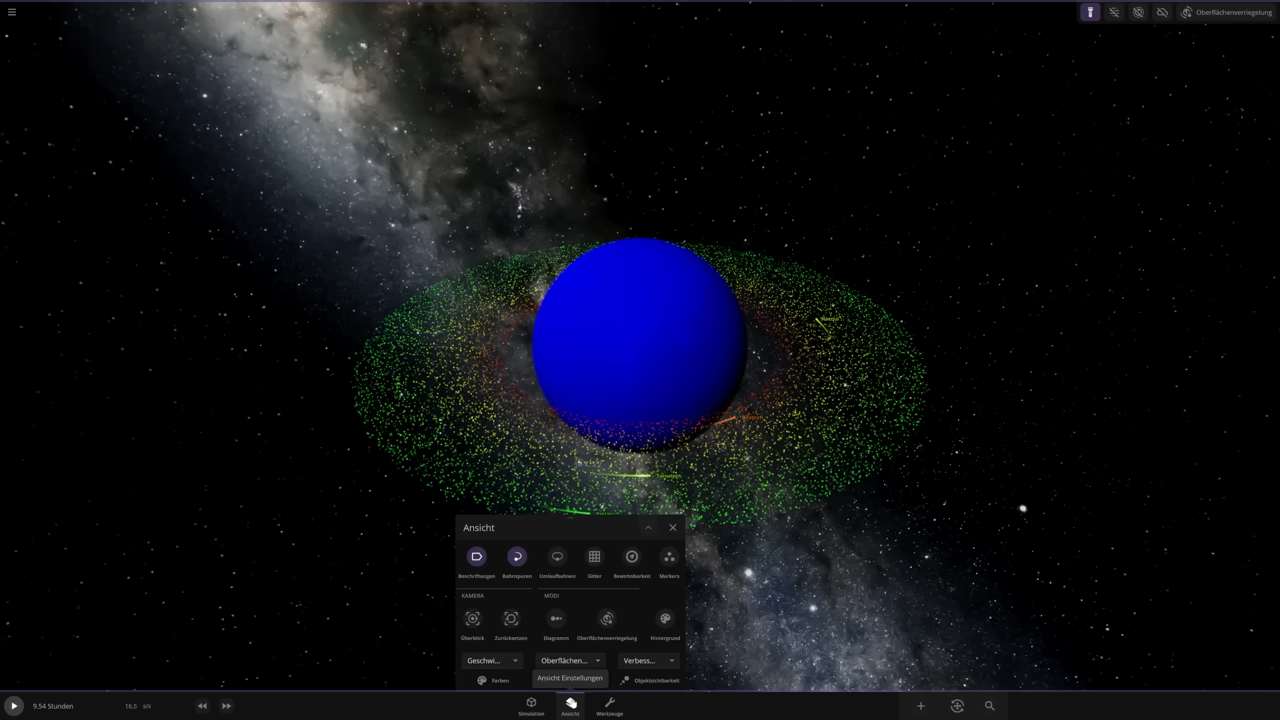 Oberflächenverriegelung
Ansicht
Beschriftungen Bahnspuren Umlaufbahnen Gitter Bewohnbarkeit Markers
KAMERA MODI
Überblick Zurücksetzen Diagramm Oberflächenverriegelung Hintergrund
Geschwi... Oberflächen... Verbess...
Farben Ansicht Einstellungen Objektsichtbarkeit
9.54 Stunden 16,5 s/s Simulation Ansicht Werkzeuge